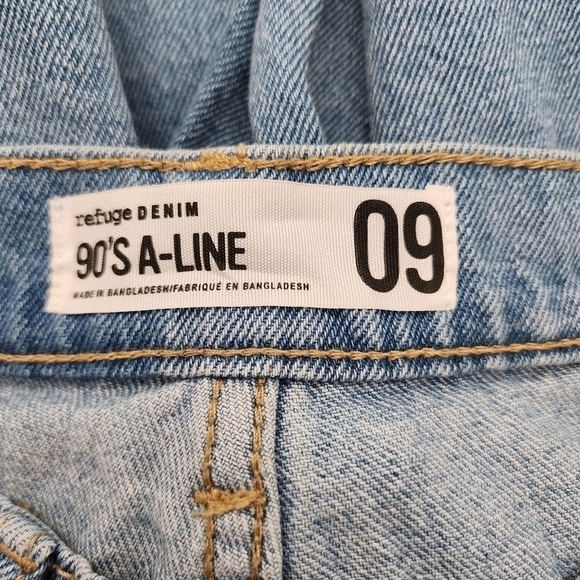 refuge DENIM
90'S A-LINE
MADE IN BANGLADESH/FABRIQUÉ EN BANGLADESH
09